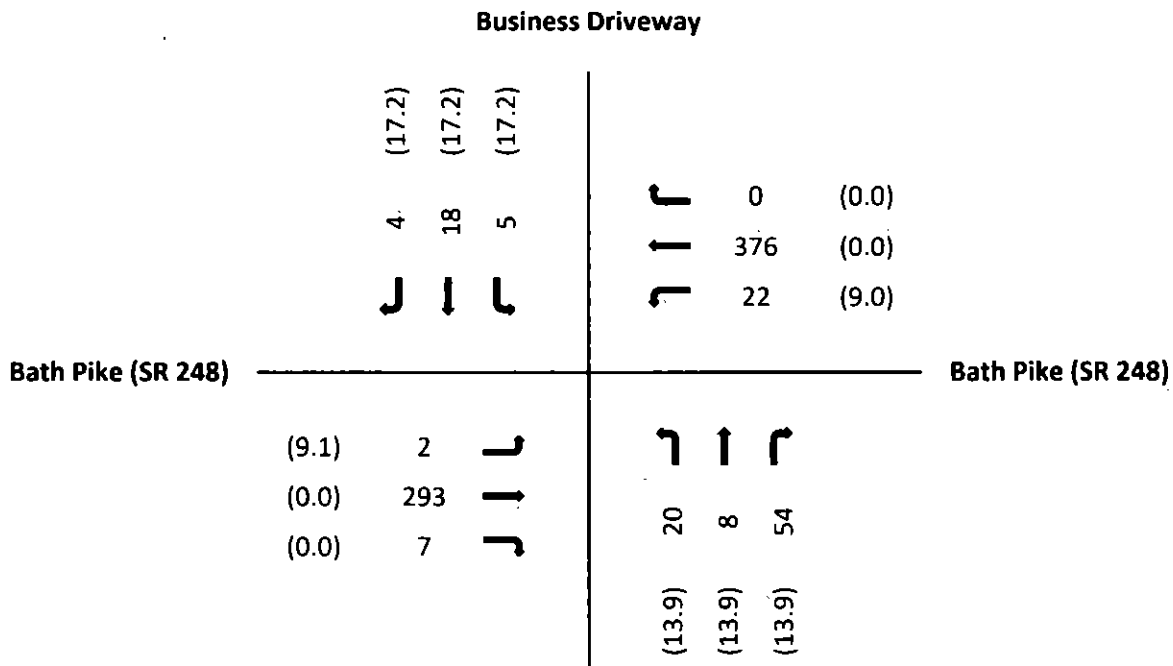 Business Driveway
(17.2) (17.2) (17.2)
4 18 5
0 (0.0)
376 (0.0)
22 (9.0)
Bath Pike (SR 248) Bath Pike (SR 248)
(9.1) 2
(0.0) 293
(0.0) 7
20 8 54
(13.9) (13.9) (13.9)